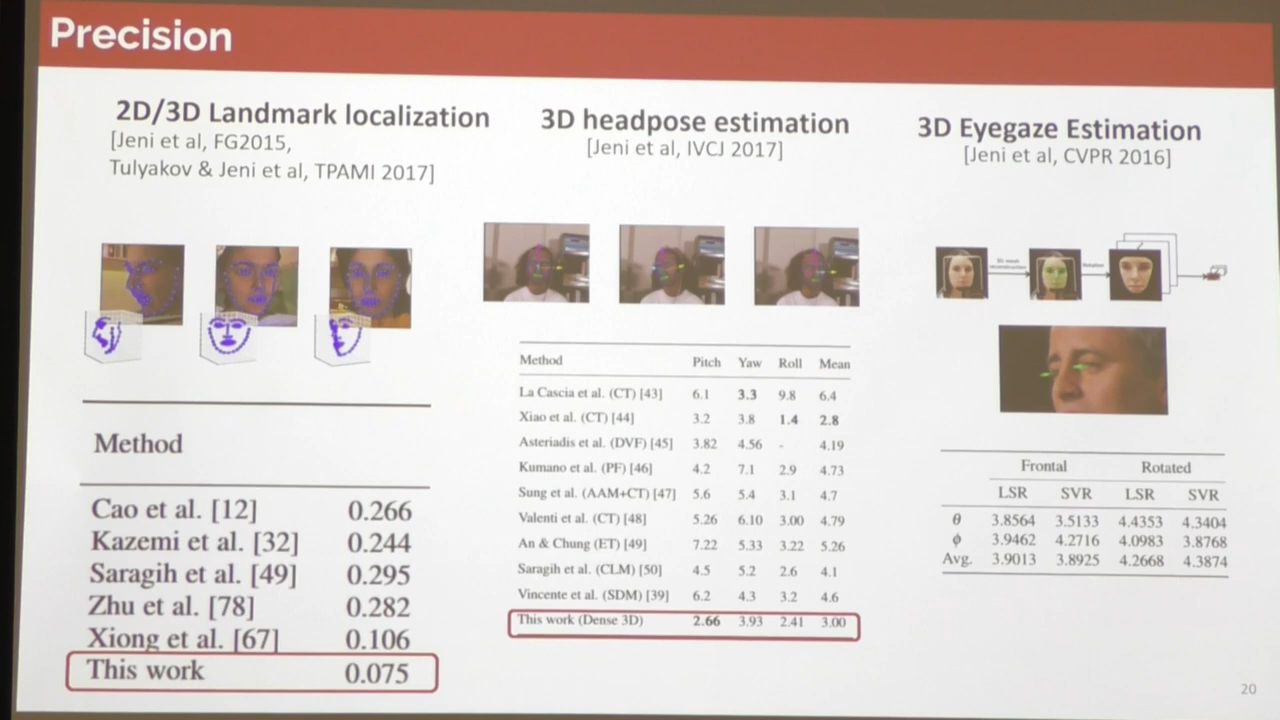 Precision
2D/3D Landmark localization
[Jeni et al, FG2015,
Tulyakov & Jeni et al, TPAMI 2017]
Method
Cao et al. [12] 0.266
Kazemi et al. [32] 0.244
Saragih et al. [49] 0.295
Zhu et al. [78] 0.282
Xiong et al. [67] 0.106
This work 0.075
3D headpose estimation
[Jeni et al, IVCJ 2017]
Method Pitch Yaw Roll Mean
La Cascia et al. (CT) [43] 6.1 3.3 9.8 6.4
Xiao et al. (CT) [44] 3.2 3.8 1.4 2.8
Asteriadis et al. (DVF) [45] 3.82 4.56 - 4.19
Kumano et al. (PF) [46] 4.2 7.1 2.9 4.73
Sung et al. (AAM+CT) [47] 5.6 5.4 3.1 4.7
Valenti et al. (CT) [48] 5.26 6.10 3.00 4.79
An & Chung (ET) [49] 7.22 5.33 3.22 5.26
Saragih et al. (CLM) [50] 4.5 5.2 2.6 4.1
Vincente et al. (SDM) [39] 6.2 4.3 3.2 4.6
This work (Dense 3D) 2.66 3.93 2.41 3.00
3D Eyegaze Estimation
[Jeni et al, CVPR 2016]
3D mesh
reconstruction
Rotation
Frontal Rotated
LSR SVR LSR SVR
θ 3.8564 3.5133 4.4353 4.3404
ϕ 3.9462 4.2716 4.0983 3.8768
Avg. 3.9013 3.8925 4.2668 4.3874
20